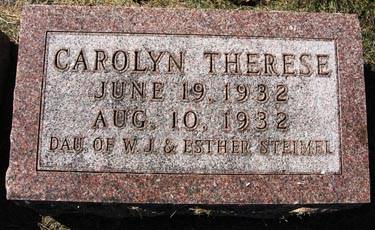 CAROLYN THERESE
JUNE 19, 1932
AUG. 10, 1932
DAU. OF W. J. & ESTHER STEIMEL